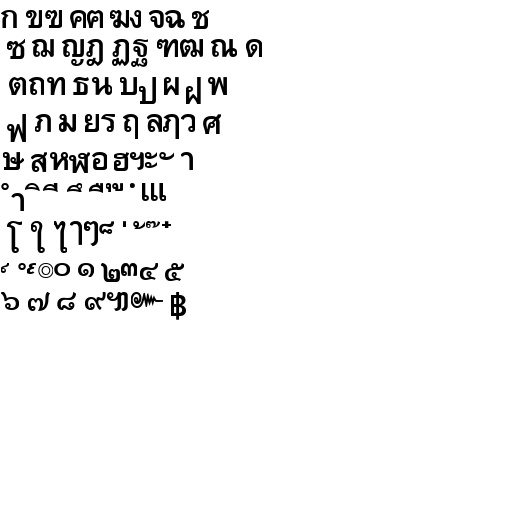 ก ขฃ คฅ ฆง จฉ ช
ซ ฌ ญฎ ฏฐ ฑฒ ณ ด
ตถท ธน บป ผ ฝ พ
ฟ ภ ม ยร ฤ ลฦว ศ
ษ สหฬอ ฮฯะ ั า
ำ ิ ี ึ ื ุ ู ฺ เแ
โ ใ ไ ๅๆ ็ ่ ้ ๊ ๋
์ ํ ๎ ๏๐ ๑ ๒๓๔ ๕
๖ ๗ ๘ ๙๚๛ ฿